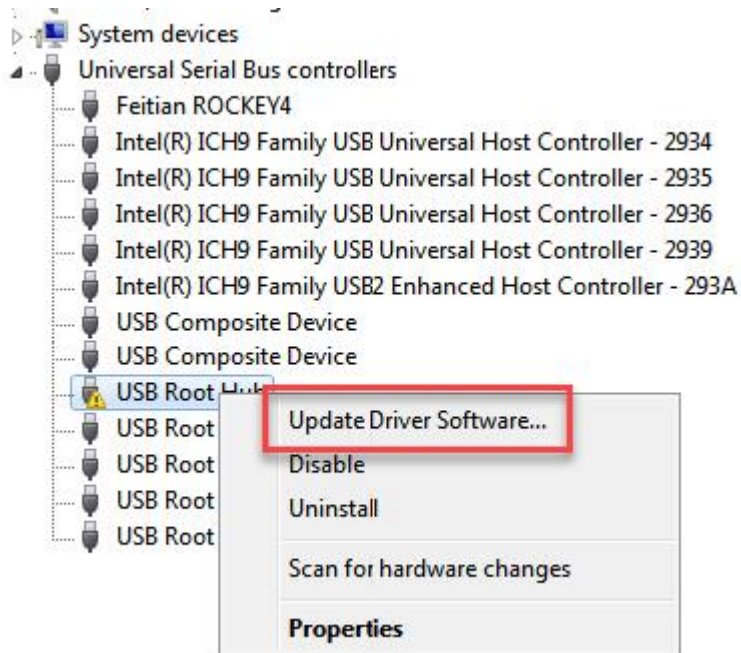 System devices
Universal Serial Bus controllers
Feitian ROCKEY4
Intel(R) ICH9 Family USB Universal Host Controller - 2934
Intel(R) ICH9 Family USB Universal Host Controller - 2935
Intel(R) ICH9 Family USB Universal Host Controller - 2936
Intel(R) ICH9 Family USB Universal Host Controller - 2939
Intel(R) ICH9 Family USB2 Enhanced Host Controller - 293A
USB Composite Device
USB Composite Device
USB Root Hub
USB Root
USB Root
USB Root
USB Root
Update Driver Software...
Disable
Uninstall
Scan for hardware changes
Properties